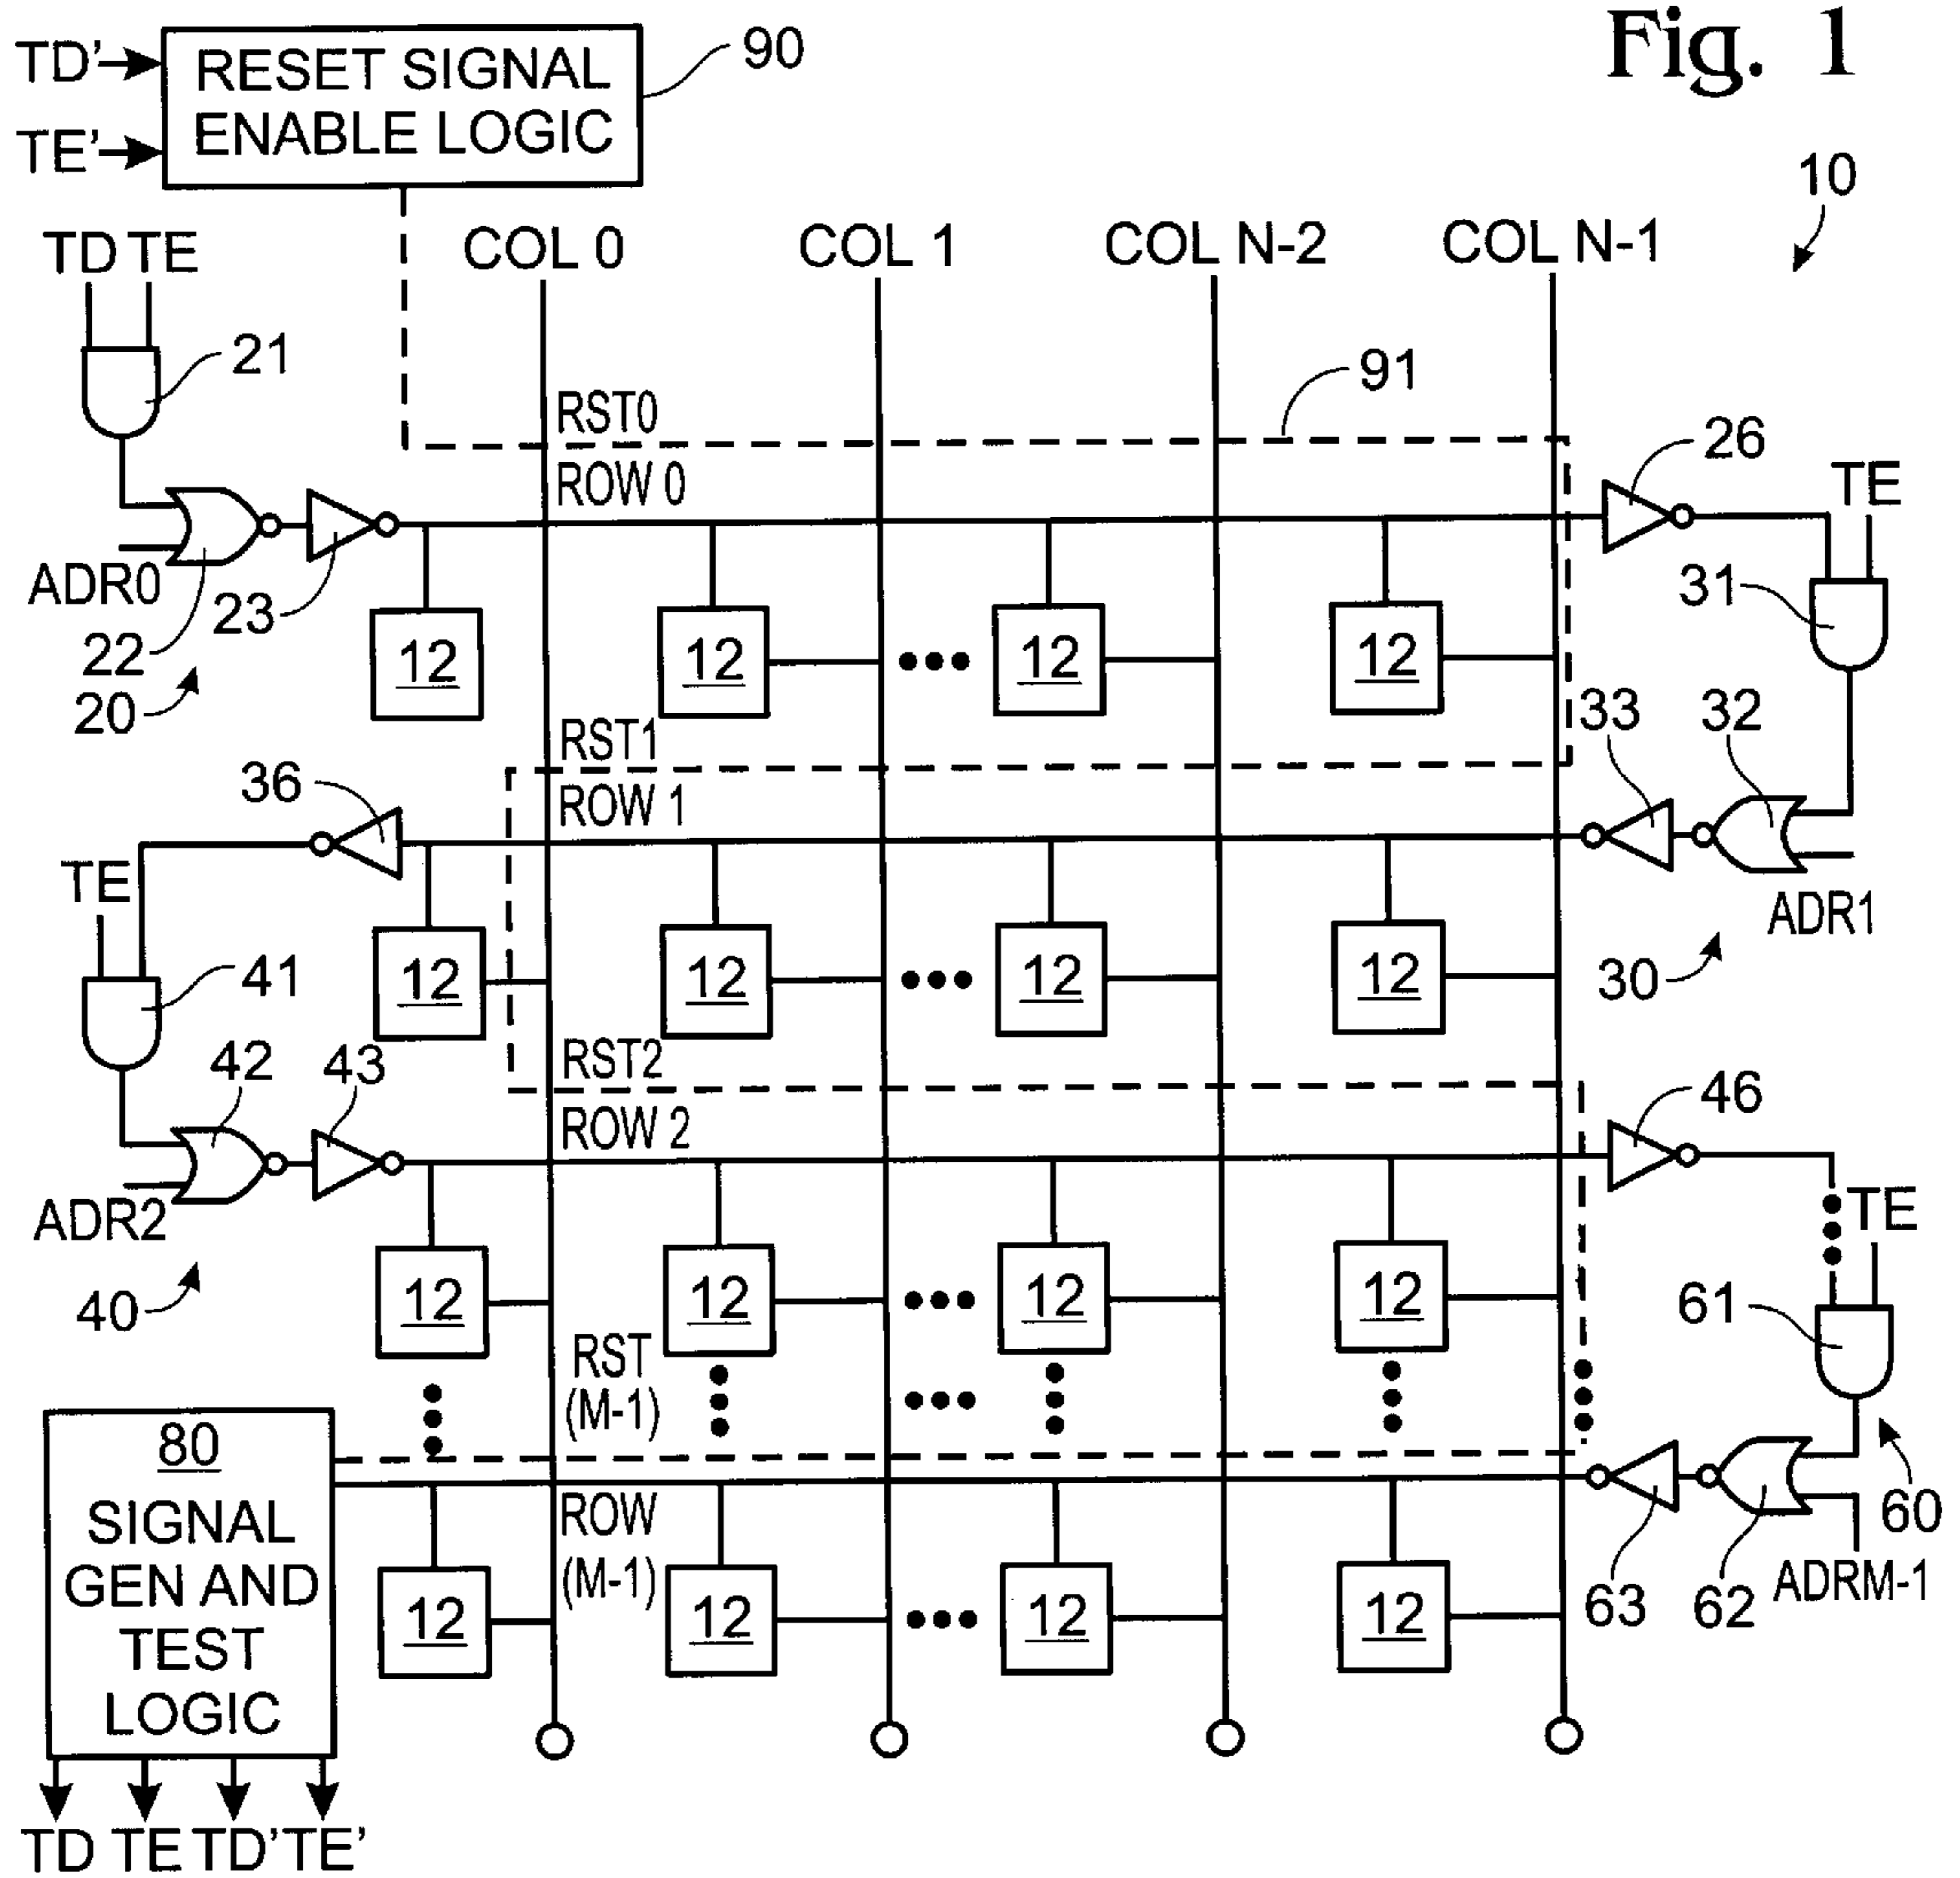 Fig. 1
TD'
RESET SIGNAL
ENABLE LOGIC
90
TE'
10
TD TE
COL 0
COL 1
COL N-2
COL N-1
21
91
RST0
26
ROW 0
TE
ADR0
23
22
20
12
12
12
12
31
33
32
RST1
36
ROW 1
TE
ADR1
41
12
12
12
12
30
42
43
RST2
46
ROW 2
TE
ADR2
40
12
12
12
12
61
RST
(M-1)
80
SIGNAL
GEN AND
TEST
LOGIC
ROW
(M-1)
60
12
12
12
12
63
62
ADRM-1
TD TE TD' TE'